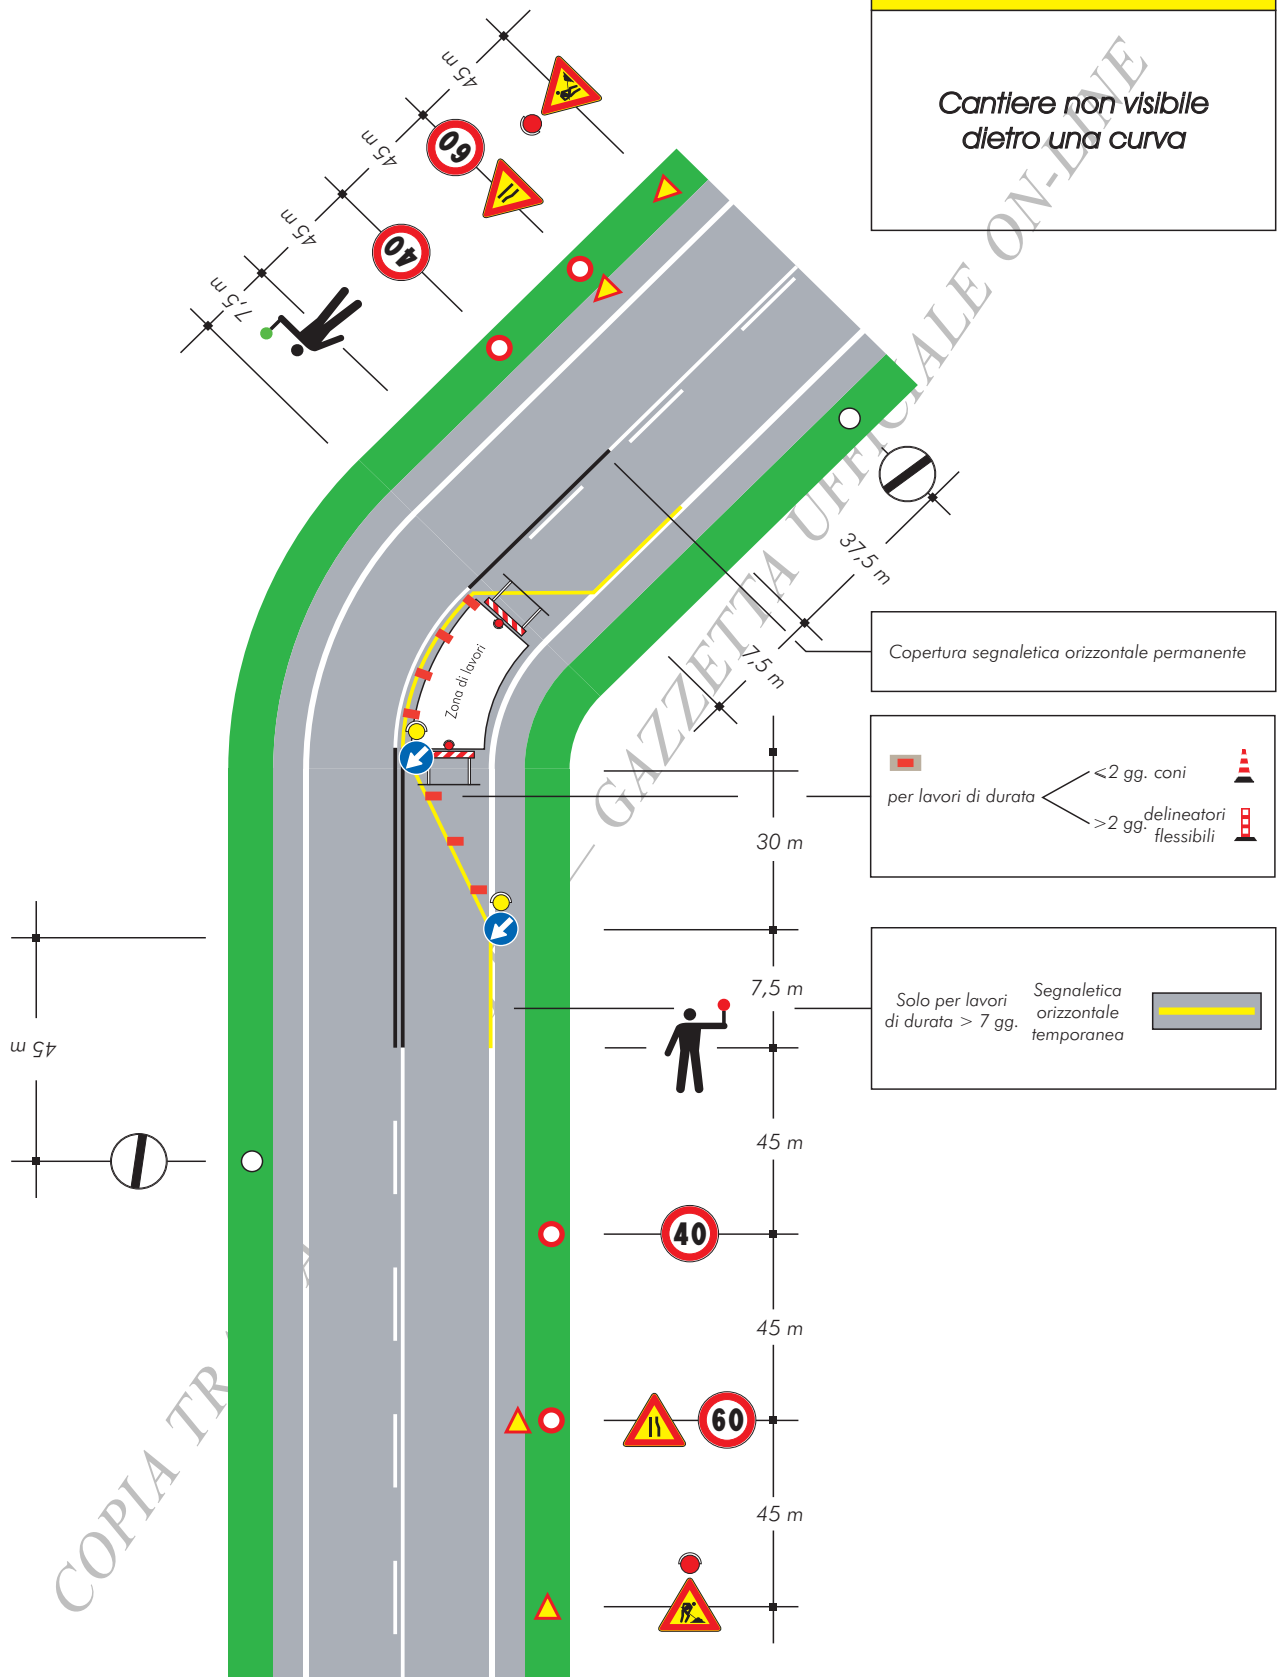 Cantiere non visibile
dietro una curva
45 m
60
45 m
40
45 m
7,5 m
37,5 m
7,5 m
Copertura segnaletica orizzontale permanente
Zona di lavori
per lavori di durata
<2 gg. coni
>2 gg. delineatori
flessibili
30 m
7,5 m
Solo per lavori
di durata > 7 gg.
Segnaletica
orizzontale
temporanea
45 m
45 m
40
45 m
60
45 m
COPIA TR
GAZZETTA UFFICIALE ON-LINE